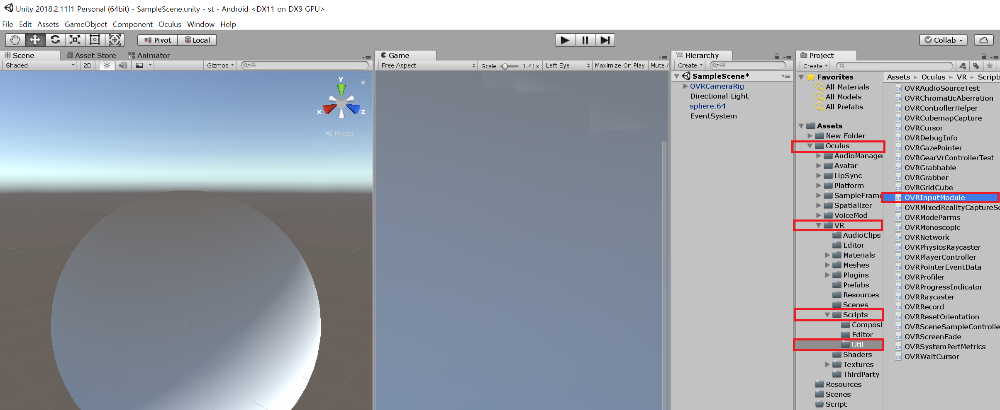 Unity 2018.2.11f1 Personal (64bit) - SampleScene.unity - st - Android <DX11 on DX9 GPU>
File Edit Assets GameObject Component Oculus Window Help
Pivot Local Collab
Scene Asset Store Animator
Shaded 2D Gizmos All
y
x z
Persp
Game
Free Aspect Scale 1.41x Left Eye Maximize On Play Mute A
Hierarchy
Create All
SampleScene*
OVRCameraRig
Directional Light
sphere.64
EventSystem
Project
Create
Favorites
All Materials
All Models
All Prefabs
Assets
New Folder
Oculus
AudioManager
Avatar
LipSync
Platform
SampleFrame
Spatializer
VoiceMod
VR
AudioClips
Editor
Materials
Meshes
Plugins
Prefabs
Resources
Scenes
Scripts
Composi
Editor
Util
Shaders
Textures
ThirdParty
Resources
Scenes
Script
Assets Oculus VR Scripts
C# OVRAudioSourceTest
C# OVRChromaticAberration
C# OVRControllerHelper
C# OVRCubemapCapture
C# OVRCursor
C# OVRDebugInfo
C# OVRGazePointer
C# OVRGearVrControllerTest
C# OVRGrabbable
C# OVRGrabber
C# OVRGridCube
C# OVRInputModule
C# OVRMixedRealityCaptureSe
C# OVRModeParms
C# OVRMonoscopic
C# OVRNetwork
C# OVRPhysicsRaycaster
C# OVRPlayerController
C# OVRPointerEventData
C# OVRProfiler
C# OVRProgressIndicator
C# OVRRaycaster
C# OVRRecord
C# OVRResetOrientation
C# OVRSceneSampleControlle
C# OVRScreenFade
C# OVRSystemPerfMetrics
C# OVRWaitCursor